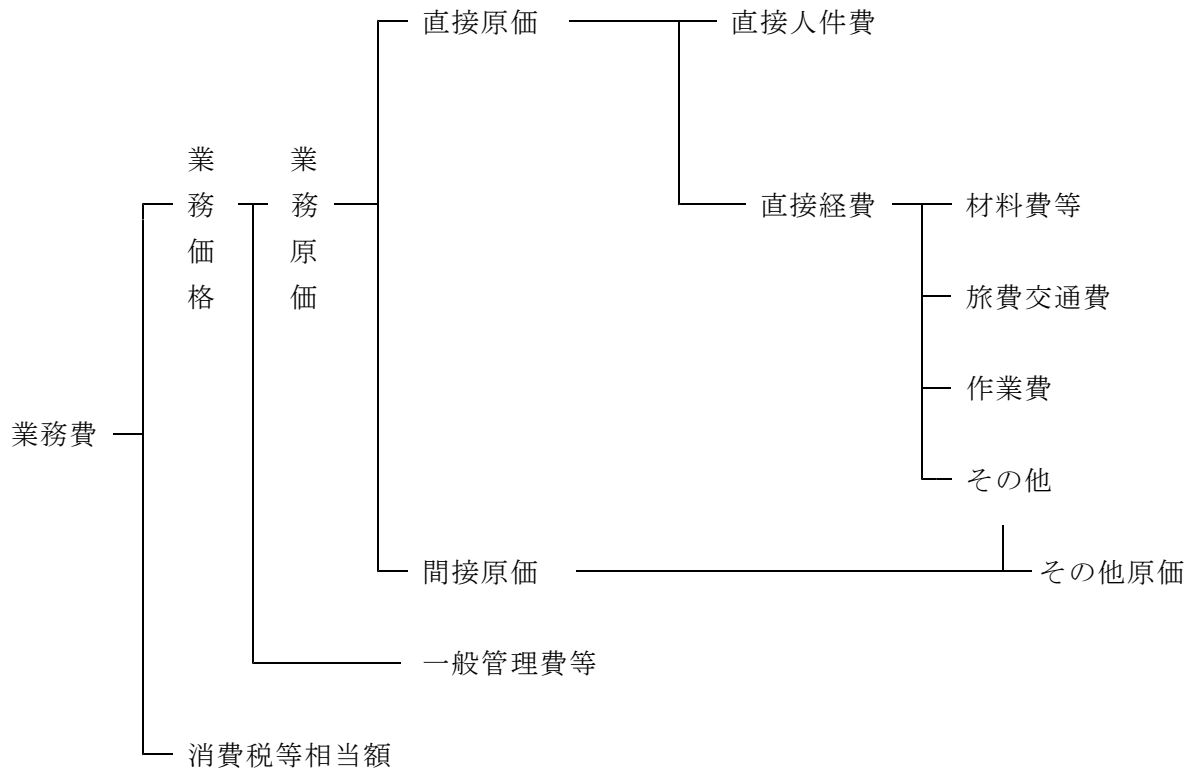 直接原価
直接人件費
業務価格
業務原価
直接経費
材料費等
旅費交通費
作業費
業務費
その他
間接原価
その他原価
一般管理費等
消費税等相当額